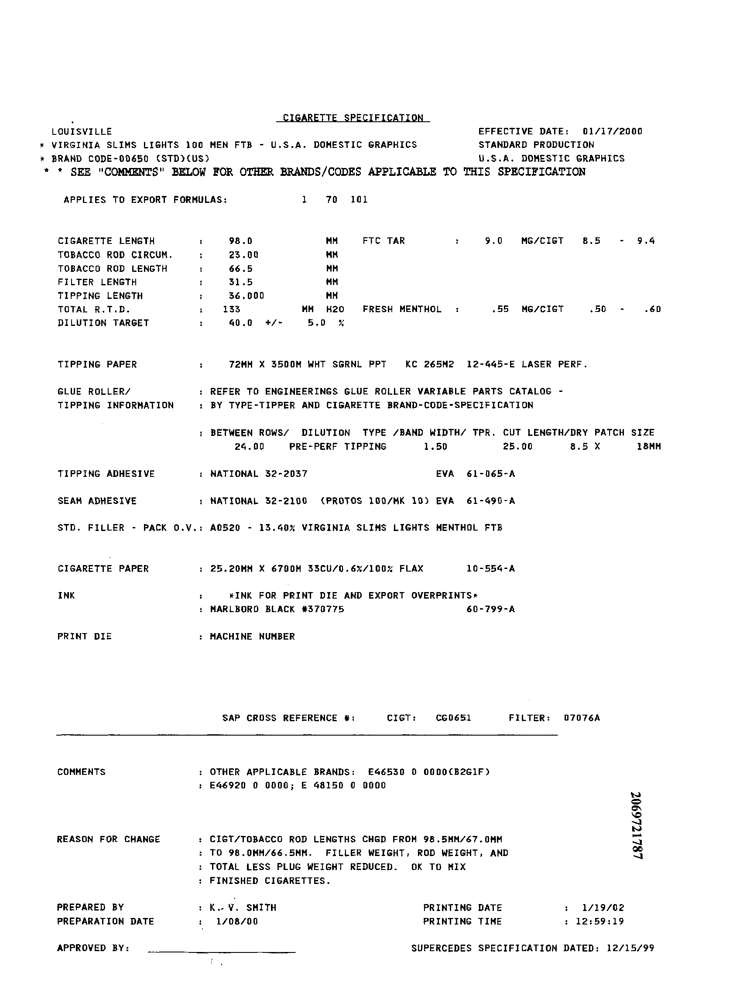 CIGARETTE SPECIFICATION
LOUISVILLE EFFECTIVE DATE: 01/17/2000
* VIRGINIA SLIMS LIGHTS 100 MEN FTB - U.S.A. DOMESTIC GRAPHICS STANDARD PRODUCTION
* BRAND CODE-00650 (STD)(US) U.S.A. DOMESTIC GRAPHICS
* * SEE "COMMENTS" BELOW FOR OTHER BRANDS/CODES APPLICABLE TO THIS SPECIFICATION
APPLIES TO EXPORT FORMULAS: 1 70 101
CIGARETTE LENGTH : 98.0 MM FTC TAR : 9.0 MG/CIGT 8.5 - 9.4
TOBACCO ROD CIRCUM. : 23.00 MM
TOBACCO ROD LENGTH : 66.5 MM
FILTER LENGTH : 31.5 MM
TIPPING LENGTH : 36.000 MM
TOTAL R.T.D. : 133 MM H2O FRESH MENTHOL : .55 MG/CIGT .50 - .60
DILUTION TARGET : 40.0 +/- 5.0 %
TIPPING PAPER : 72MM X 3500M WHT SGRNL PPT KC 265M2 12-445-E LASER PERF.
GLUE ROLLER/ : REFER TO ENGINEERINGS GLUE ROLLER VARIABLE PARTS CATALOG -
TIPPING INFORMATION : BY TYPE-TIPPER AND CIGARETTE BRAND-CODE-SPECIFICATION
: BETWEEN ROWS/ DILUTION TYPE /BAND WIDTH/ TPR. CUT LENGTH/DRY PATCH SIZE
24.00 PRE-PERF TIPPING 1.50 25.00 8.5 X 18MM
TIPPING ADHESIVE : NATIONAL 32-2037 EVA 61-065-A
SEAM ADHESIVE : NATIONAL 32-2100 (PROTOS 100/MK 10) EVA 61-490-A
STD. FILLER - PACK O.V.: A0520 - 13.40% VIRGINIA SLIMS LIGHTS MENTHOL FTB
CIGARETTE PAPER : 25.20MM X 6700M 33CU/0.6%/100% FLAX 10-554-A
INK : *INK FOR PRINT DIE AND EXPORT OVERPRINTS*
: MARLBORO BLACK #370775 60-799-A
PRINT DIE : MACHINE NUMBER
SAP CROSS REFERENCE #: CIGT: CG0651 FILTER: 07076A
COMMENTS : OTHER APPLICABLE BRANDS: E46530 0 0000(B2G1F)
: E46920 0 0000; E 48150 0 0000
2069721787
REASON FOR CHANGE : CIGT/TOBACCO ROD LENGTHS CHGD FROM 98.5MM/67.0MM
: TO 98.0MM/66.5MM. FILLER WEIGHT, ROD WEIGHT, AND
: TOTAL LESS PLUG WEIGHT REDUCED. OK TO MIX
: FINISHED CIGARETTES.
PREPARED BY : K. V. SMITH PRINTING DATE : 1/19/02
PREPARATION DATE : 1/08/00 PRINTING TIME : 12:59:19
APPROVED BY: SUPERCEDES SPECIFICATION DATED: 12/15/99